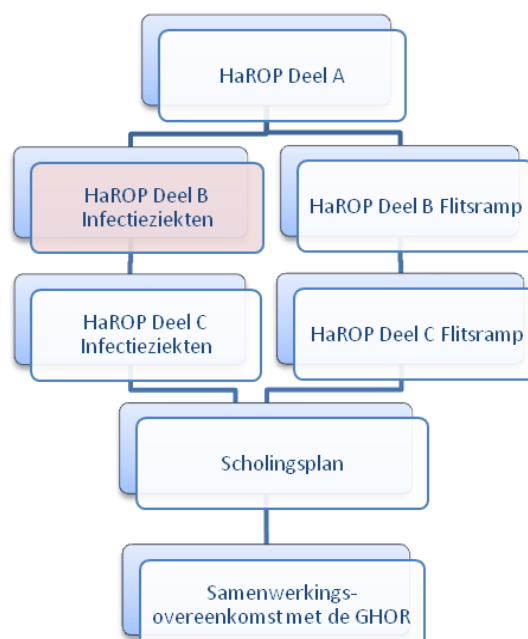 HaROP Deel A
HaROP Deel B
Infectieziekten
HaROP Deel B Flitsramp
HaROP Deel C
Infectieziekten
HaROP Deel C Flitsramp
Scholingsplan
Samenwerkings-
overeenkomst met de GHOR